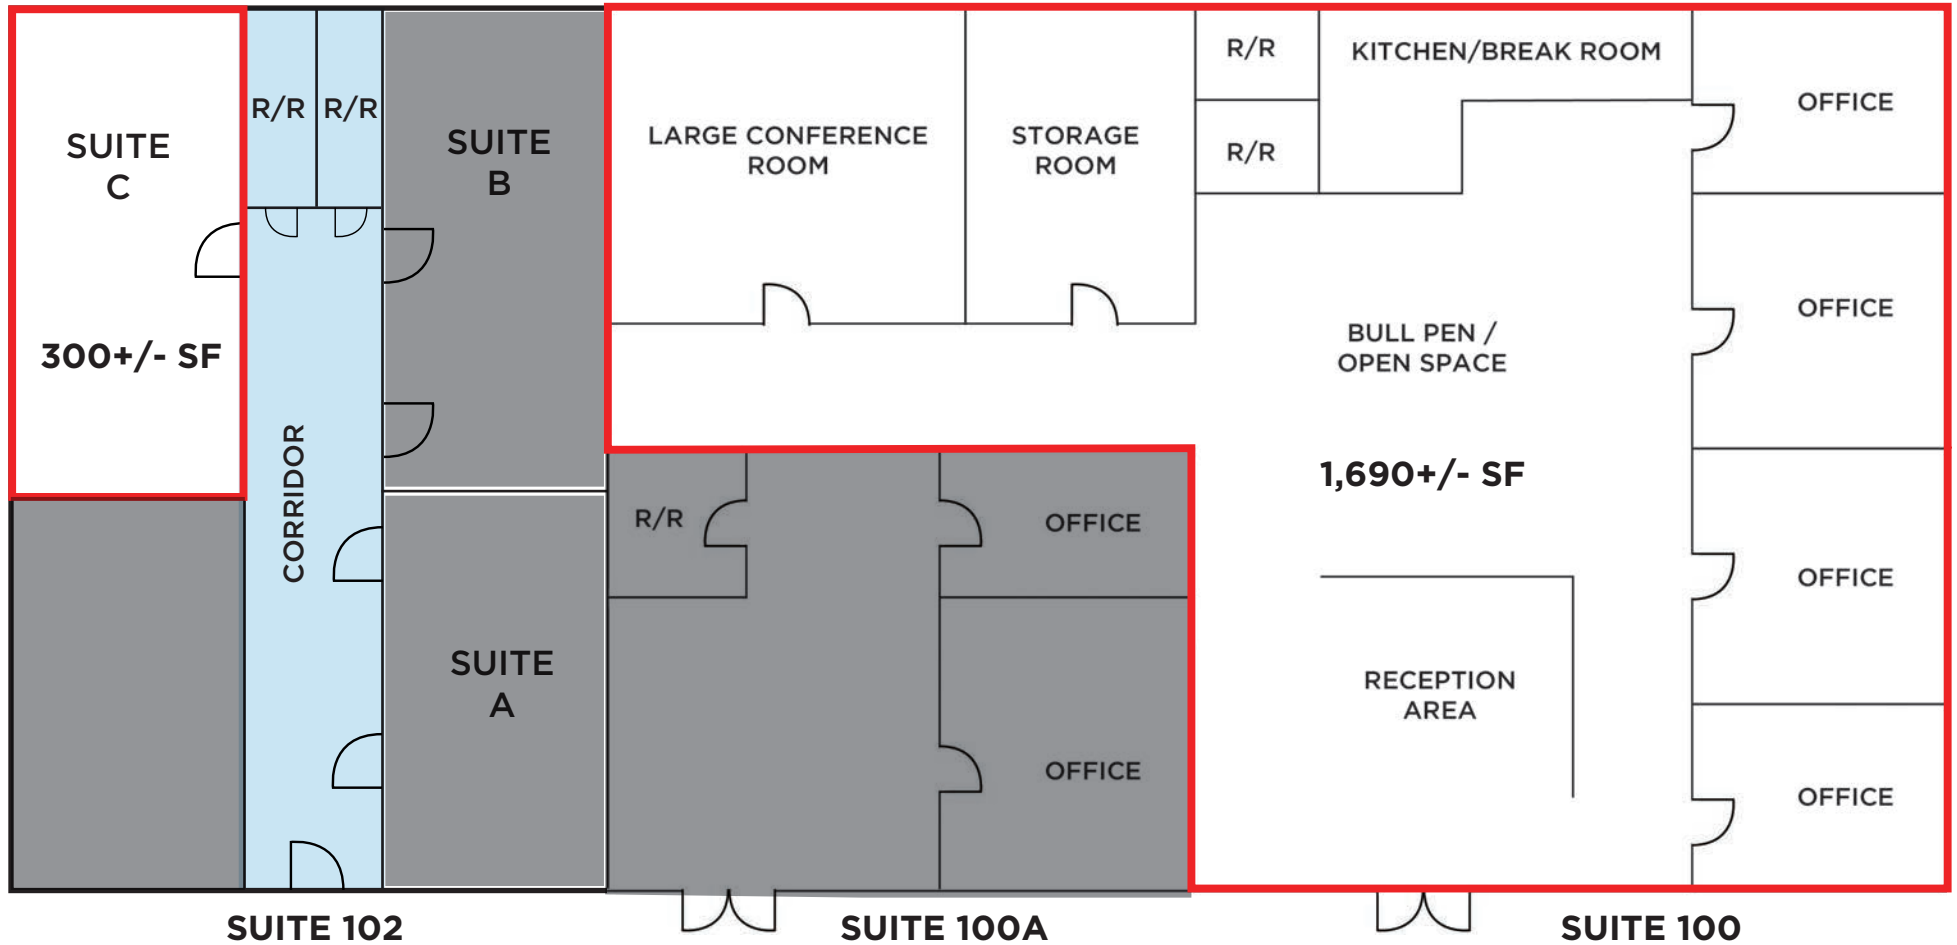 SUITE
C
300+/- SF
R/R
R/R
CORRIDOR
SUITE
B
SUITE
A
LARGE CONFERENCE
ROOM
STORAGE
ROOM
R/R
R/R
KITCHEN/BREAK ROOM
OFFICE
OFFICE
OFFICE
OFFICE
BULL PEN /
OPEN SPACE
1,690+/- SF
RECEPTION
AREA
R/R
OFFICE
OFFICE
SUITE 102
SUITE 100A
SUITE 100